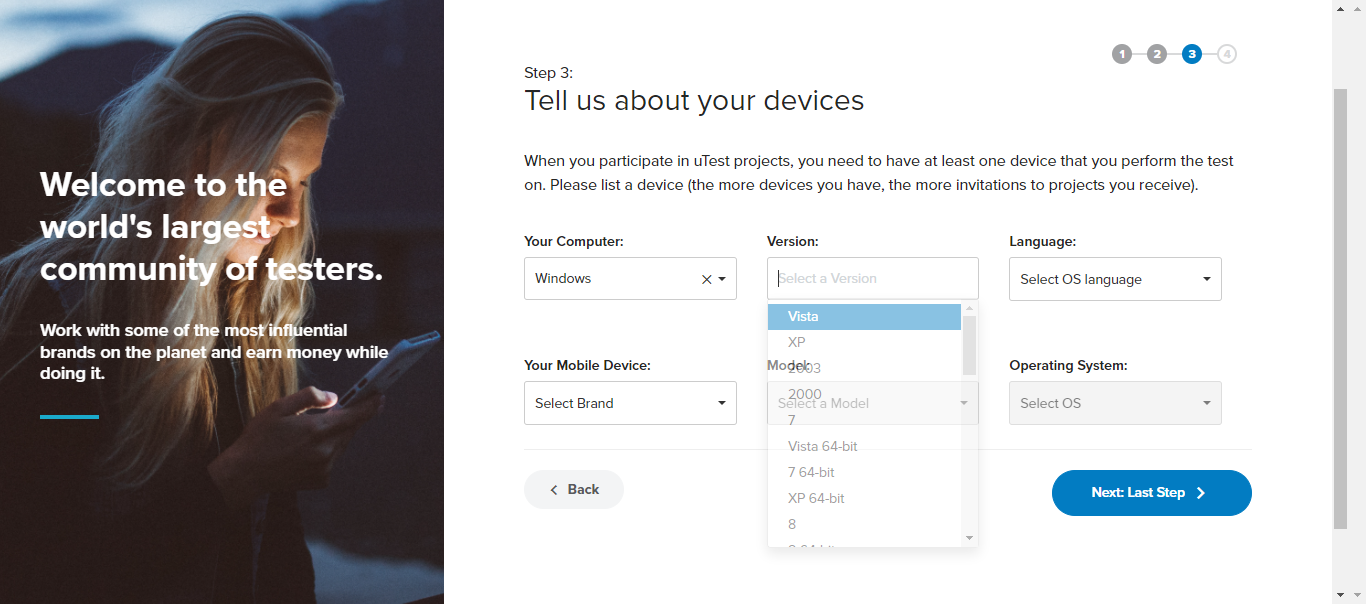 Welcome to the
world's largest
community of testers.
Work with some of the most influential
brands on the planet and earn money while
doing it.
1 2 3 4
Step 3:
Tell us about your devices
When you participate in uTest projects, you need to have at least one device that you perform the test
on. Please list a device (the more devices you have, the more invitations to projects you receive).
Your Computer: Version: Language:
Windows Select a Version Select OS language
Vista
XP
Your Mobile Device: Model: Operating System:
2003
2000
Select Brand Select a Model Select OS
7
Vista 64-bit
7 64-bit
XP 64-bit
8
Back Next: Last Step